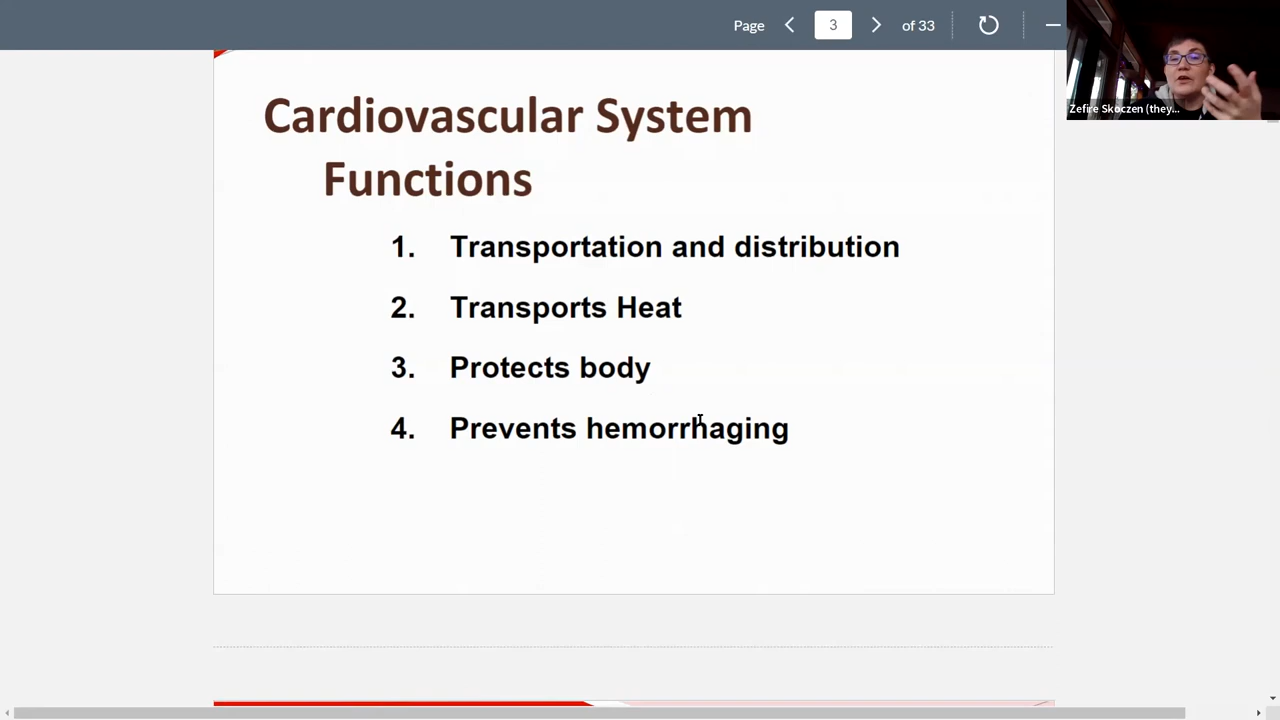 Page 3 of 33
Zefire Skoczen (they...
Cardiovascular System
Functions
1. Transportation and distribution
2. Transports Heat
3. Protects body
4. Prevents hemorrhaging